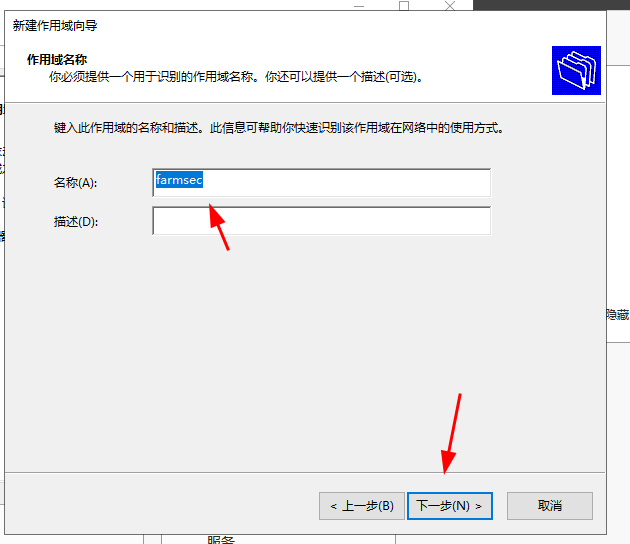 新建作用域向导
作用域名称
你必须提供一个用于识别的作用域名称。你还可以提供一个描述(可选)。
键入此作用域的名称和描述。此信息可帮助你快速识别该作用域在网络中的使用方式。
名称(A):
farmsec
描述(D):
隐藏
< 上一步(B)
下一步(N) >
取消
服务